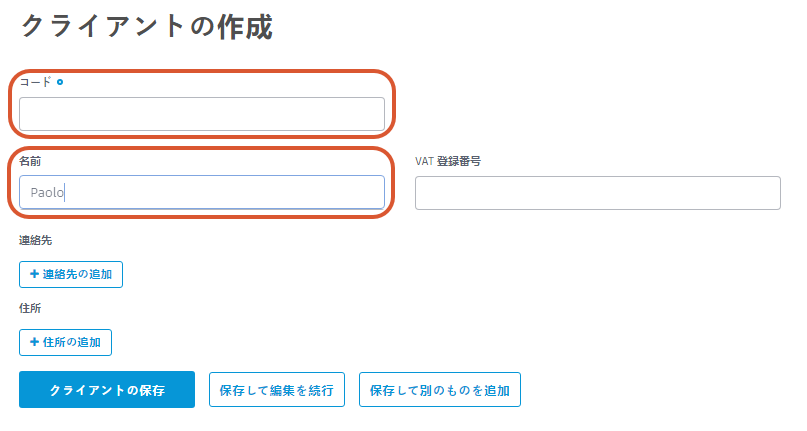 クライアントの作成
コード
名前
VAT 登録番号
Paolo
連絡先
+ 連絡先の追加
住所
+ 住所の追加
クライアントの保存
保存して編集を続行
保存して別のものを追加